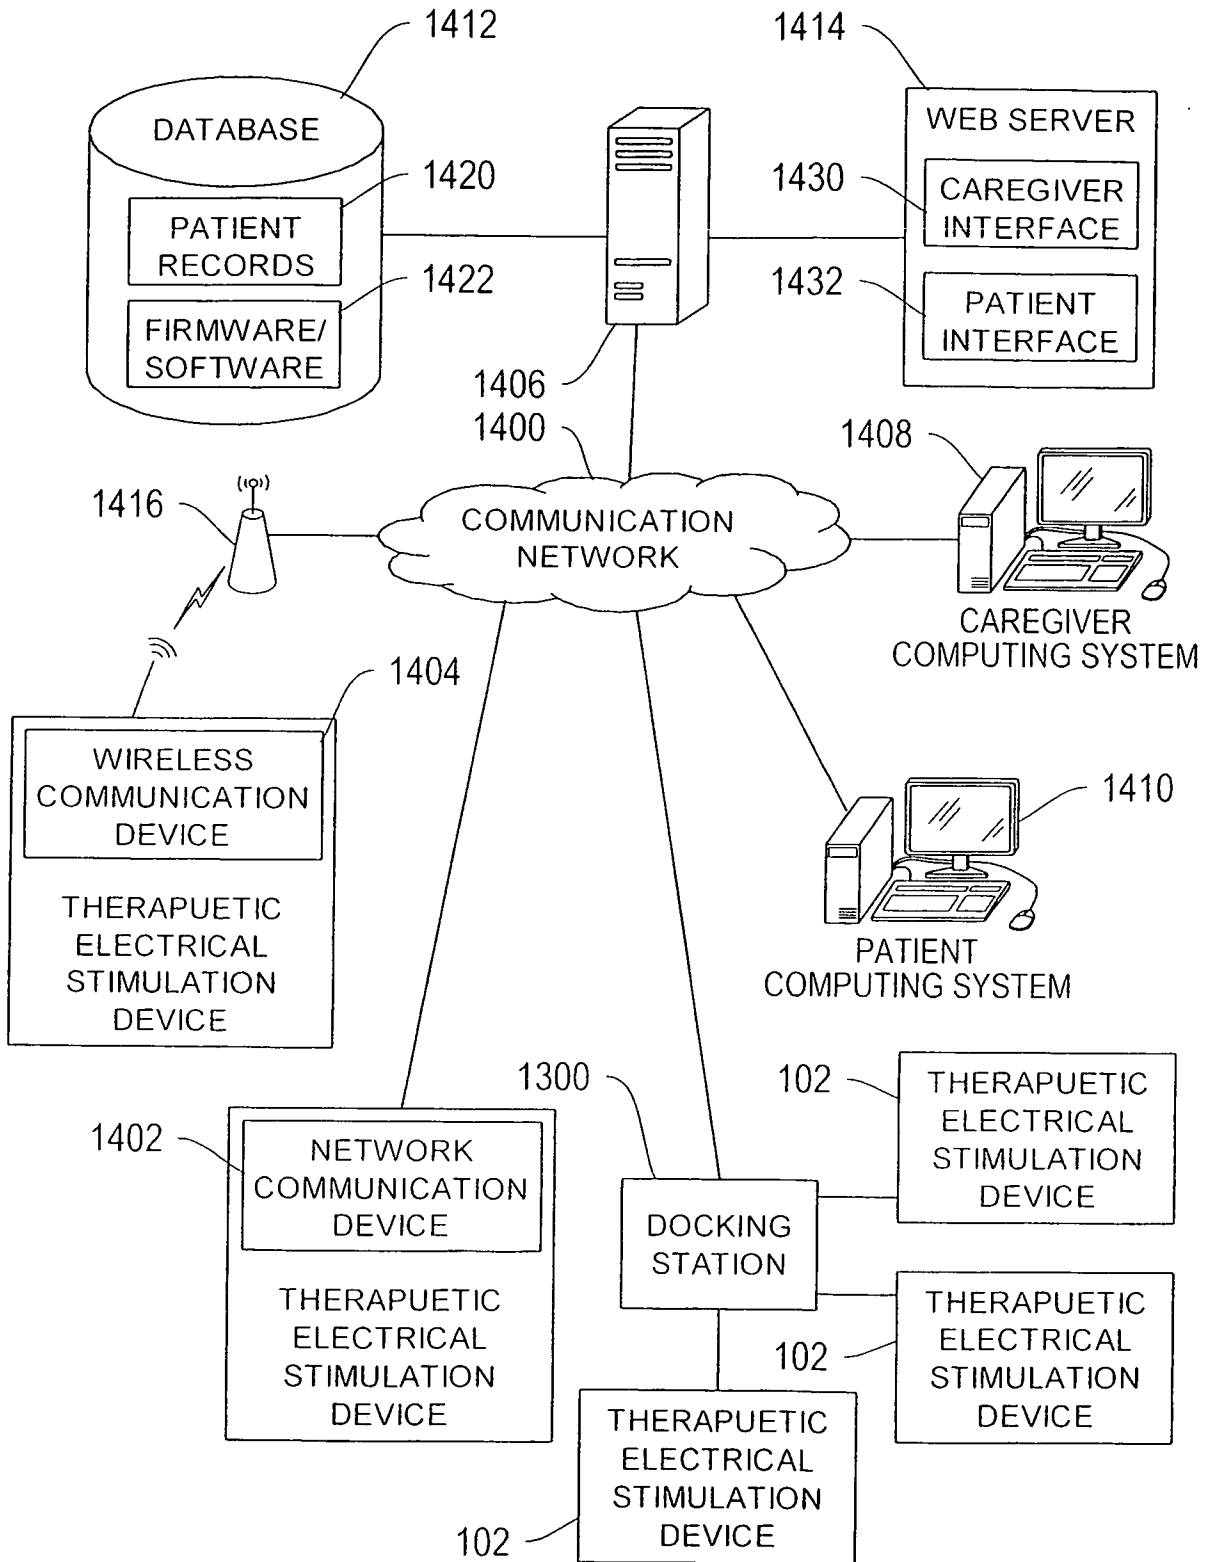 1412
1414
DATABASE
WEB SERVER
1420
1430
CAREGIVER
INTERFACE
PATIENT
RECORDS
1422
1432
PATIENT
INTERFACE
FIRMWARE/
SOFTWARE
1406
1400
1408
1416
COMMUNICATION
NETWORK
CAREGIVER
COMPUTING SYSTEM
1404
WIRELESS
COMMUNICATION
DEVICE
THERAPUETIC
ELECTRICAL
STIMULATION
DEVICE
1410
PATIENT
COMPUTING SYSTEM
1300
102
THERAPUETIC
ELECTRICAL
STIMULATION
DEVICE
1402
NETWORK
COMMUNICATION
DEVICE
THERAPUETIC
ELECTRICAL
STIMULATION
DEVICE
DOCKING
STATION
102
THERAPUETIC
ELECTRICAL
STIMULATION
DEVICE
THERAPUETIC
ELECTRICAL
STIMULATION
DEVICE
102